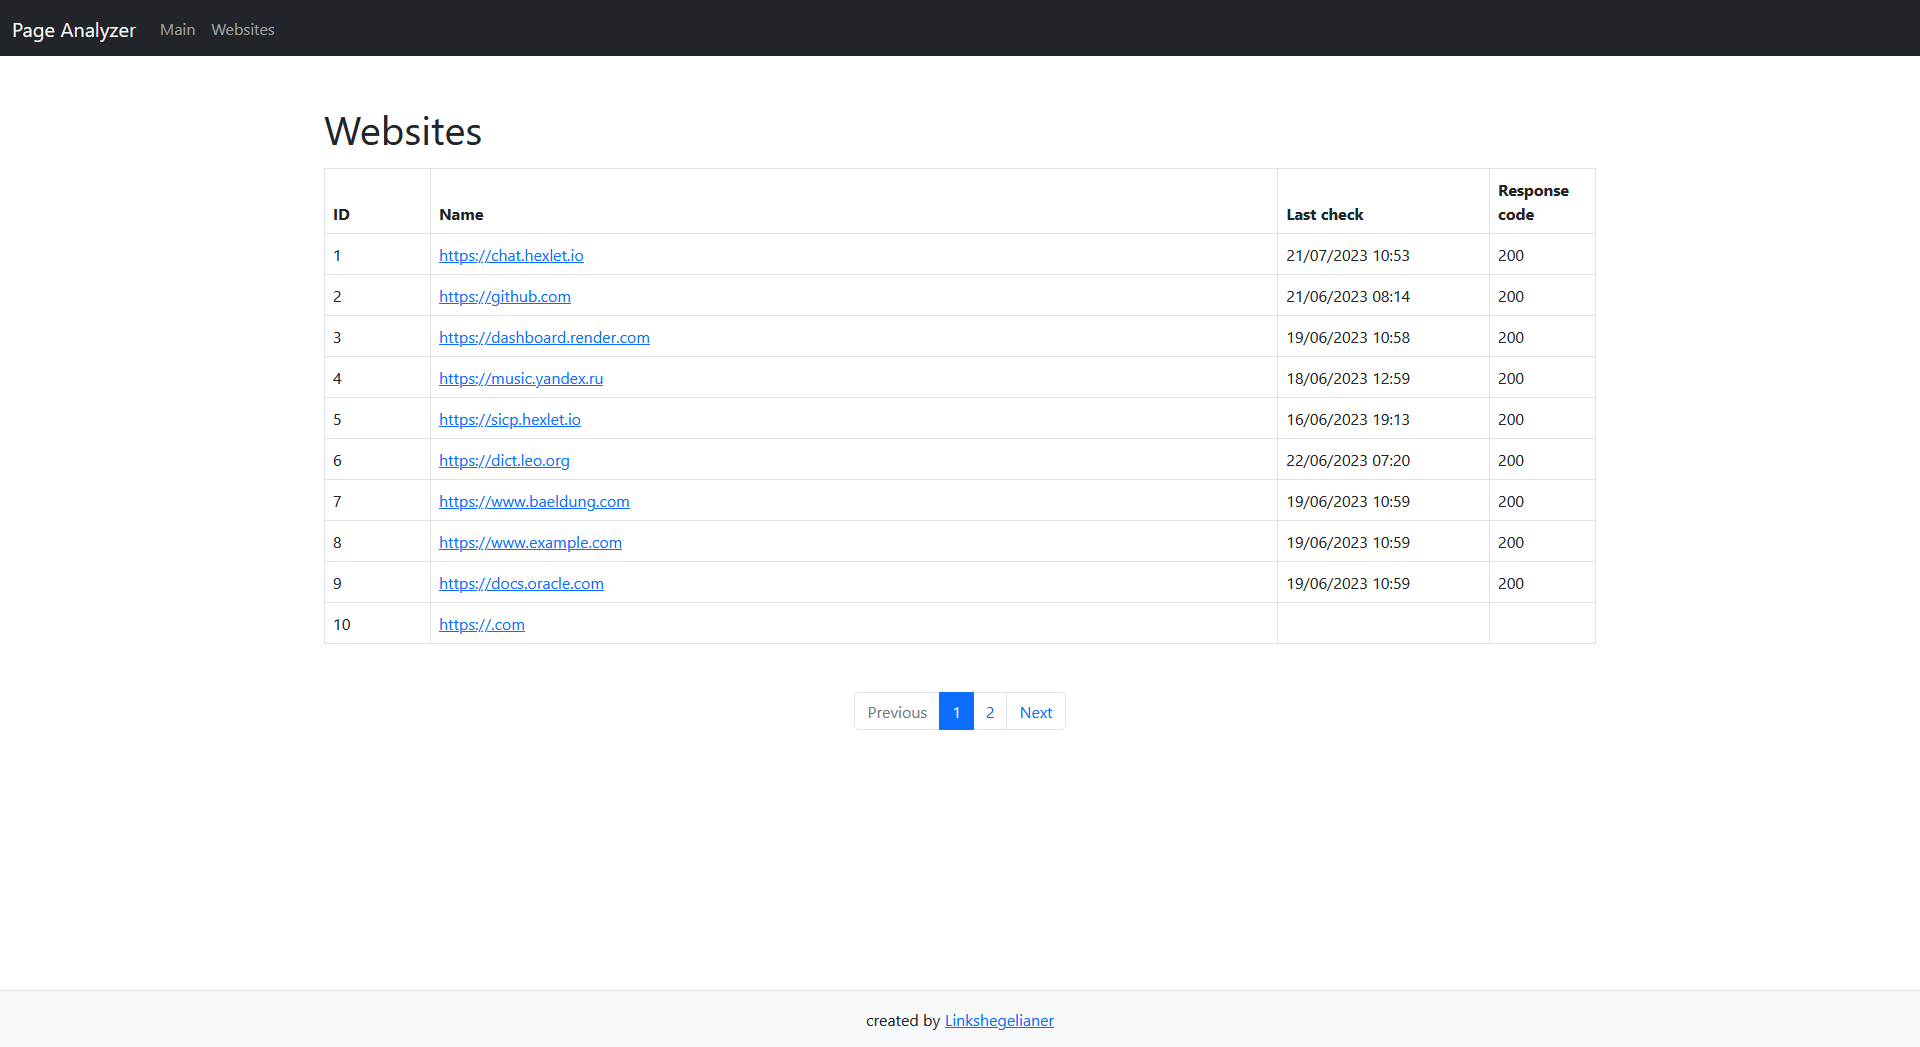 Page Analyzer Main Websites
Websites
ID Name Last check Response code
1 https://chat.hexlet.io 21/07/2023 10:53 200
2 https://github.com 21/06/2023 08:14 200
3 https://dashboard.render.com 19/06/2023 10:58 200
4 https://music.yandex.ru 18/06/2023 12:59 200
5 https://sicp.hexlet.io 16/06/2023 19:13 200
6 https://dict.leo.org 22/06/2023 07:20 200
7 https://www.baeldung.com 19/06/2023 10:59 200
8 https://www.example.com 19/06/2023 10:59 200
9 https://docs.oracle.com 19/06/2023 10:59 200
10 https://.com
Previous 1 2 Next
created by Linkshegelianer